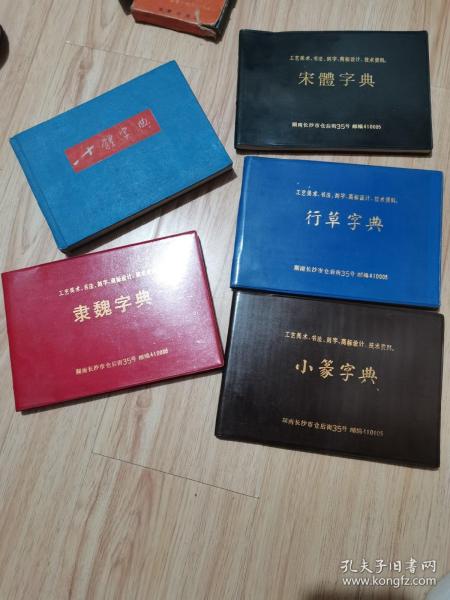 工艺美术、书法、刻字、商标设计、技术资料。
宋體字典
湖南长沙市仓后街35号 邮编410005
十體字典
工艺美术、书法、刻字、商标设计、技术资料。
行草字典
湖南长沙市仓后街35号 邮编410005
工艺美术、书法、刻字、商标设计、技术资料。
隶魏字典
湖南长沙市仓后街35号 邮编410005
工艺美术、书法、刻字、商标设计、技术资料。
小篆字典
湖南长沙市仓后街35号 邮编410005
孔夫子旧书网
www.kongfz.com